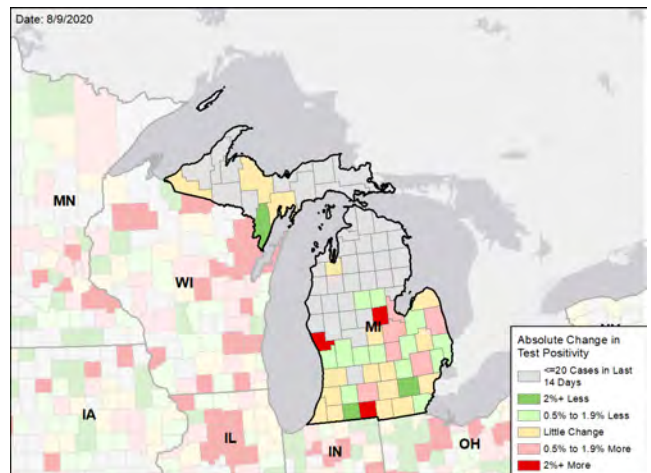 Date: 8/9/2020
MN
WI
MI
IA
IL
IN
OH
Absolute Change in
Test Positivity
<=20 Cases in Last
14 Days
2%+ Less
0.5% to 1.9% Less
Little Change
0.5% to 1.9% More
2%+ More